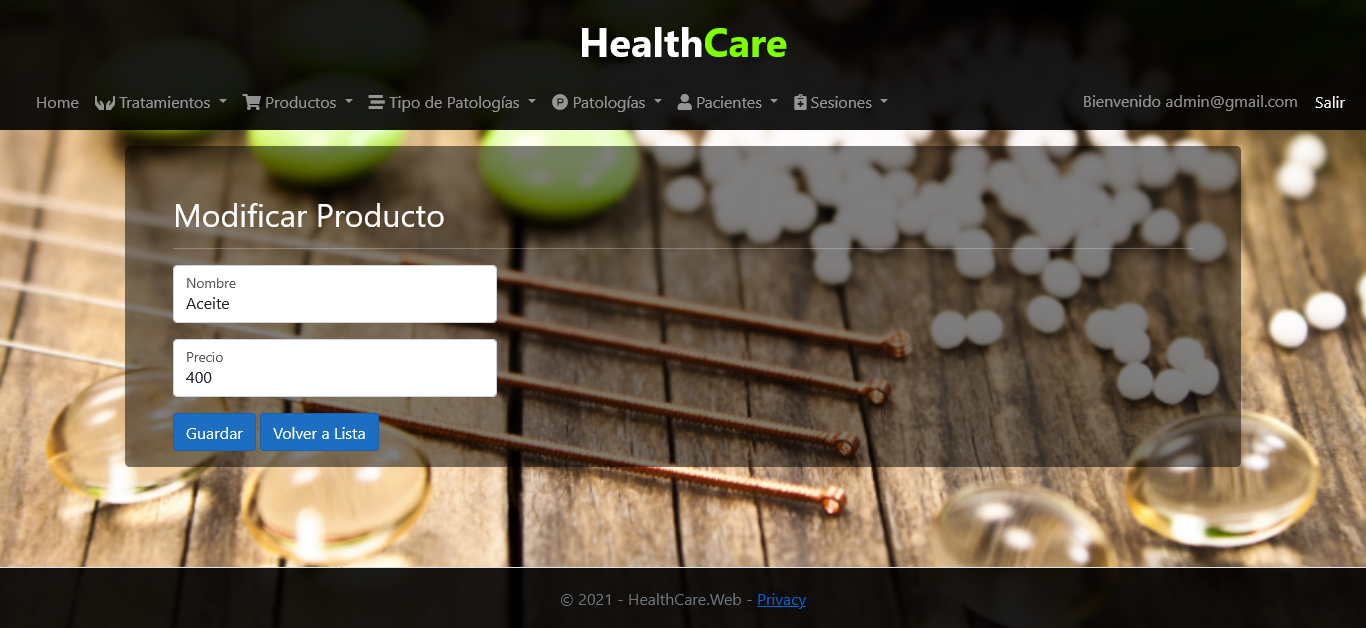 HealthCare
Home Tratamientos Productos Tipo de Patologías Patologías Pacientes Sesiones Bienvenido admin@gmail.com Salir
Modificar Producto
Nombre
Aceite
Precio
400
Guardar Volver a Lista
© 2021 - HealthCare.Web - Privacy